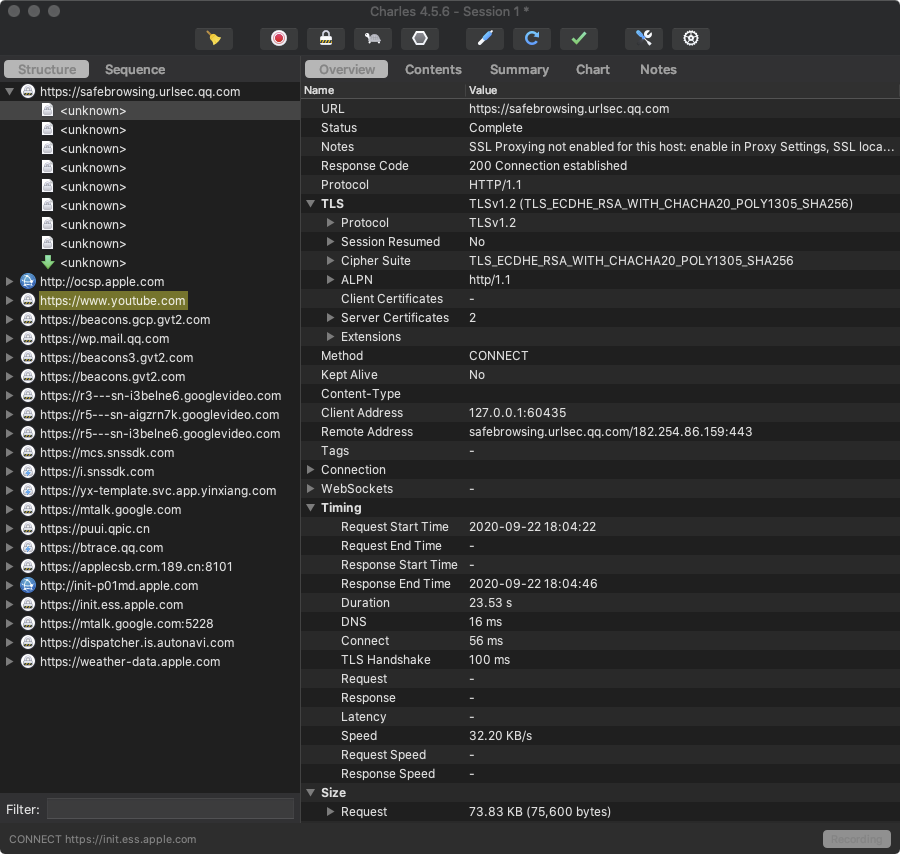 Charles 4.5.6 - Session 1 *
Structure Sequence
https://safebrowsing.urlsec.qq.com
<unknown>
<unknown>
<unknown>
<unknown>
<unknown>
<unknown>
<unknown>
<unknown>
<unknown>
http://ocsp.apple.com
https://www.youtube.com
https://beacons.gcp.gvt2.com
https://wp.mail.qq.com
https://beacons3.gvt2.com
https://beacons.gvt2.com
https://r3---sn-i3belne6.googlevideo.com
https://r5---sn-aigzrn7k.googlevideo.com
https://r5---sn-i3belne6.googlevideo.com
https://mcs.snssdk.com
https://i.snssdk.com
https://yx-template.svc.app.yinxiang.com
https://mtalk.google.com
https://puui.qpic.cn
https://btrace.qq.com
https://applecsb.crm.189.cn:8101
http://init-p01md.apple.com
https://init.ess.apple.com
https://mtalk.google.com:5228
https://dispatcher.is.autonavi.com
https://weather-data.apple.com
Filter:
Overview Contents Summary Chart Notes
Name Value
URL https://safebrowsing.urlsec.qq.com
Status Complete
Notes SSL Proxying not enabled for this host: enable in Proxy Settings, SSL loca...
Response Code 200 Connection established
Protocol HTTP/1.1
TLS TLSv1.2 (TLS_ECDHE_RSA_WITH_CHACHA20_POLY1305_SHA256)
Protocol TLSv1.2
Session Resumed No
Cipher Suite TLS_ECDHE_RSA_WITH_CHACHA20_POLY1305_SHA256
ALPN http/1.1
Client Certificates -
Server Certificates 2
Extensions
Method CONNECT
Kept Alive No
Content-Type
Client Address 127.0.0.1:60435
Remote Address safebrowsing.urlsec.qq.com/182.254.86.159:443
Tags -
Connection
WebSockets -
Timing
Request Start Time 2020-09-22 18:04:22
Request End Time -
Response Start Time -
Response End Time 2020-09-22 18:04:46
Duration 23.53 s
DNS 16 ms
Connect 56 ms
TLS Handshake 100 ms
Request -
Response -
Latency -
Speed 32.20 KB/s
Request Speed -
Response Speed -
Size
Request 73.83 KB (75,600 bytes)
CONNECT https://init.ess.apple.com
Recording